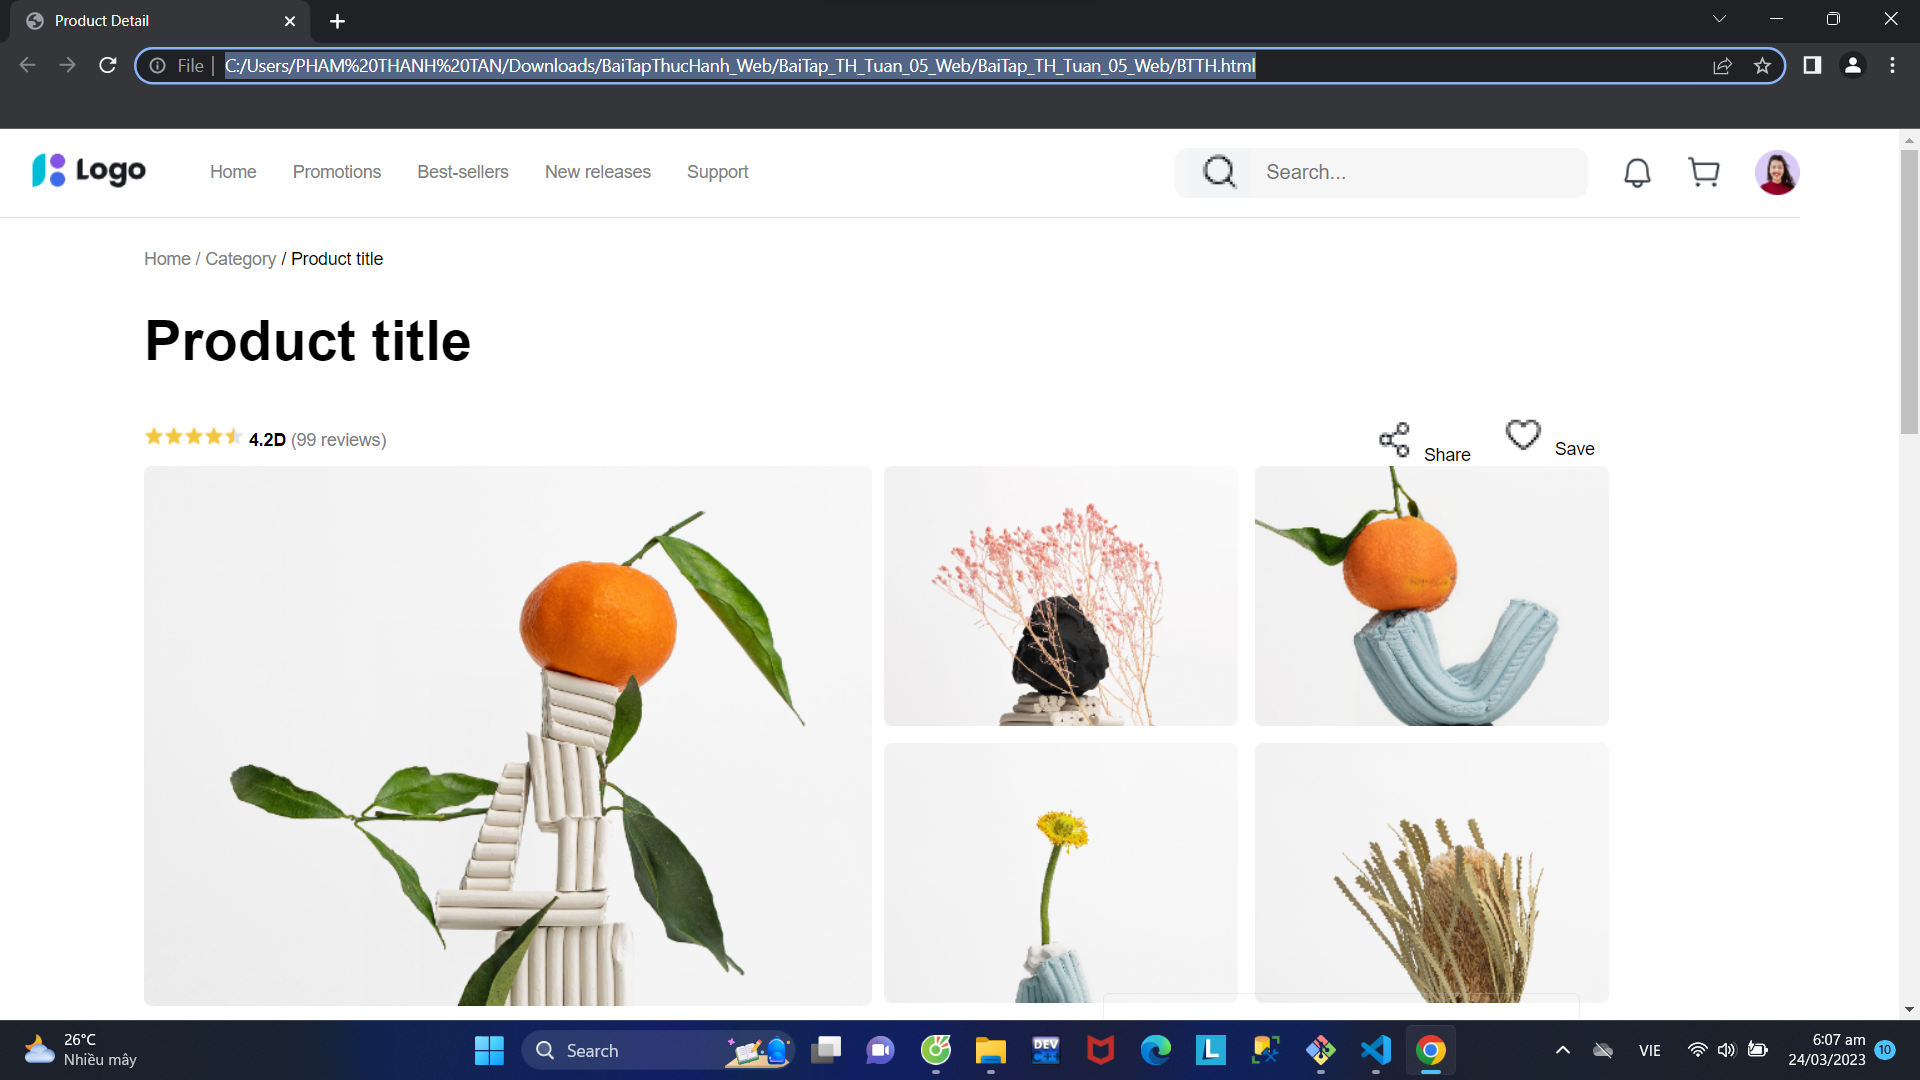 Product Detail
File
C:/Users/PHAM%20THANH%20TAN/Downloads/BaiTapThucHanh_Web/BaiTap_TH_Tuan_05_Web/BaiTap_TH_Tuan_05_Web/BTTH.html
Logo
Home Promotions Best-sellers New releases Support
Search...
Home / Category / Product title
Product title
4.2D (99 reviews)
Share
Save
26°C
Nhiều mây
Search
DEV
C++
L
VIE
6:07 am
24/03/2023
10